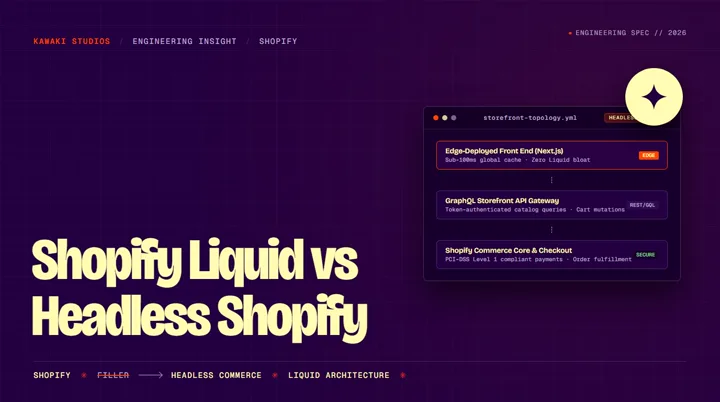 KAWAKI STUDIOS / ENGINEERING INSIGHT / SHOPIFY
ENGINEERING SPEC // 2026
storefront-topology.yml
Edge-Deployed Front End (Next.js)
Sub-100ms global cache · Zero Liquid bloat
EDGE
GraphQL Storefront API Gateway
Token-authenticated catalog queries · Cart mutations
REST/GQL
Shopify Commerce Core & Checkout
PCI-DSS Level 1 compliant payments · Order fulfillment
SECURE
Shopify Liquid vs
Headless Shopify
SHOPIFY * FILLER → HEADLESS COMMERCE * LIQUID ARCHITECTURE *